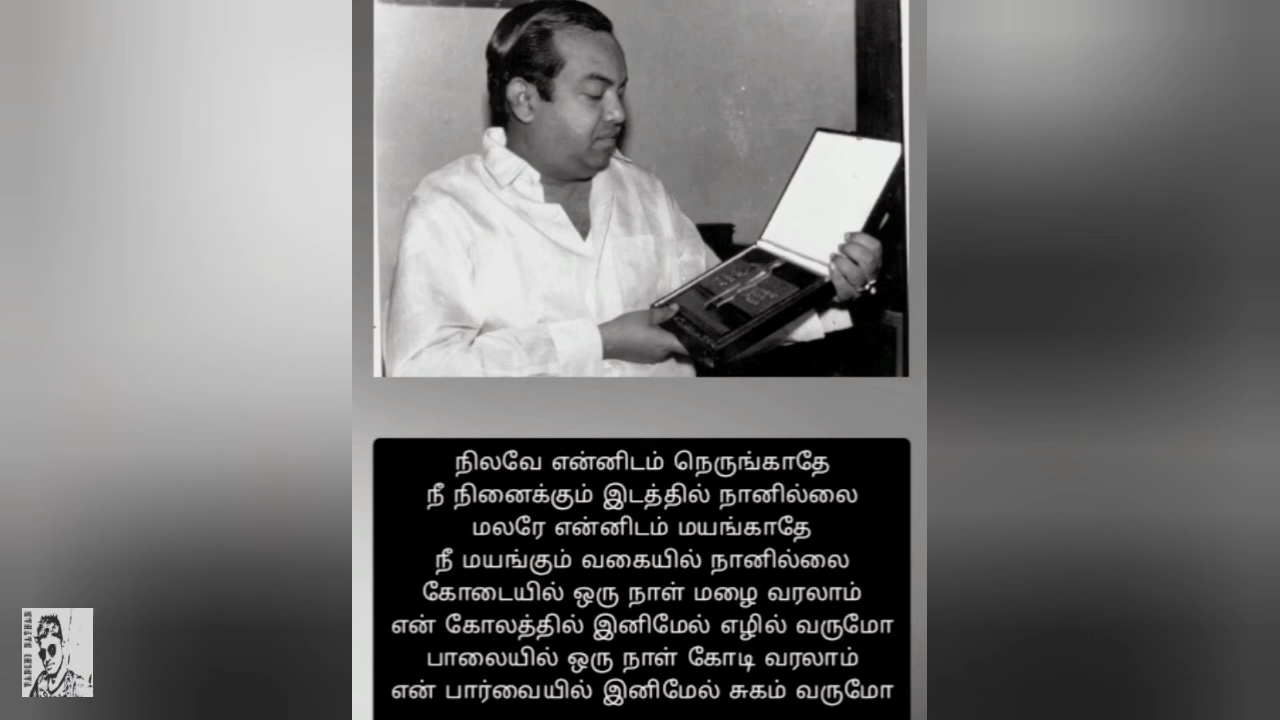 நிலவே என்னிடம் நெருங்காதே
நீ நினைக்கும் இடத்தில் நானில்லை
மலரே என்னிடம் மயங்காதே
நீ மயங்கும் வகையில் நானில்லை
கோடையில் ஒரு நாள் மழை வரலாம்
என் கோலத்தில் இனிமேல் எழில் வருமோ
பாலையில் ஒரு நாள் கோடி வரலாம்
என் பார்வையில் இனிமேல் சுகம் வருமோ